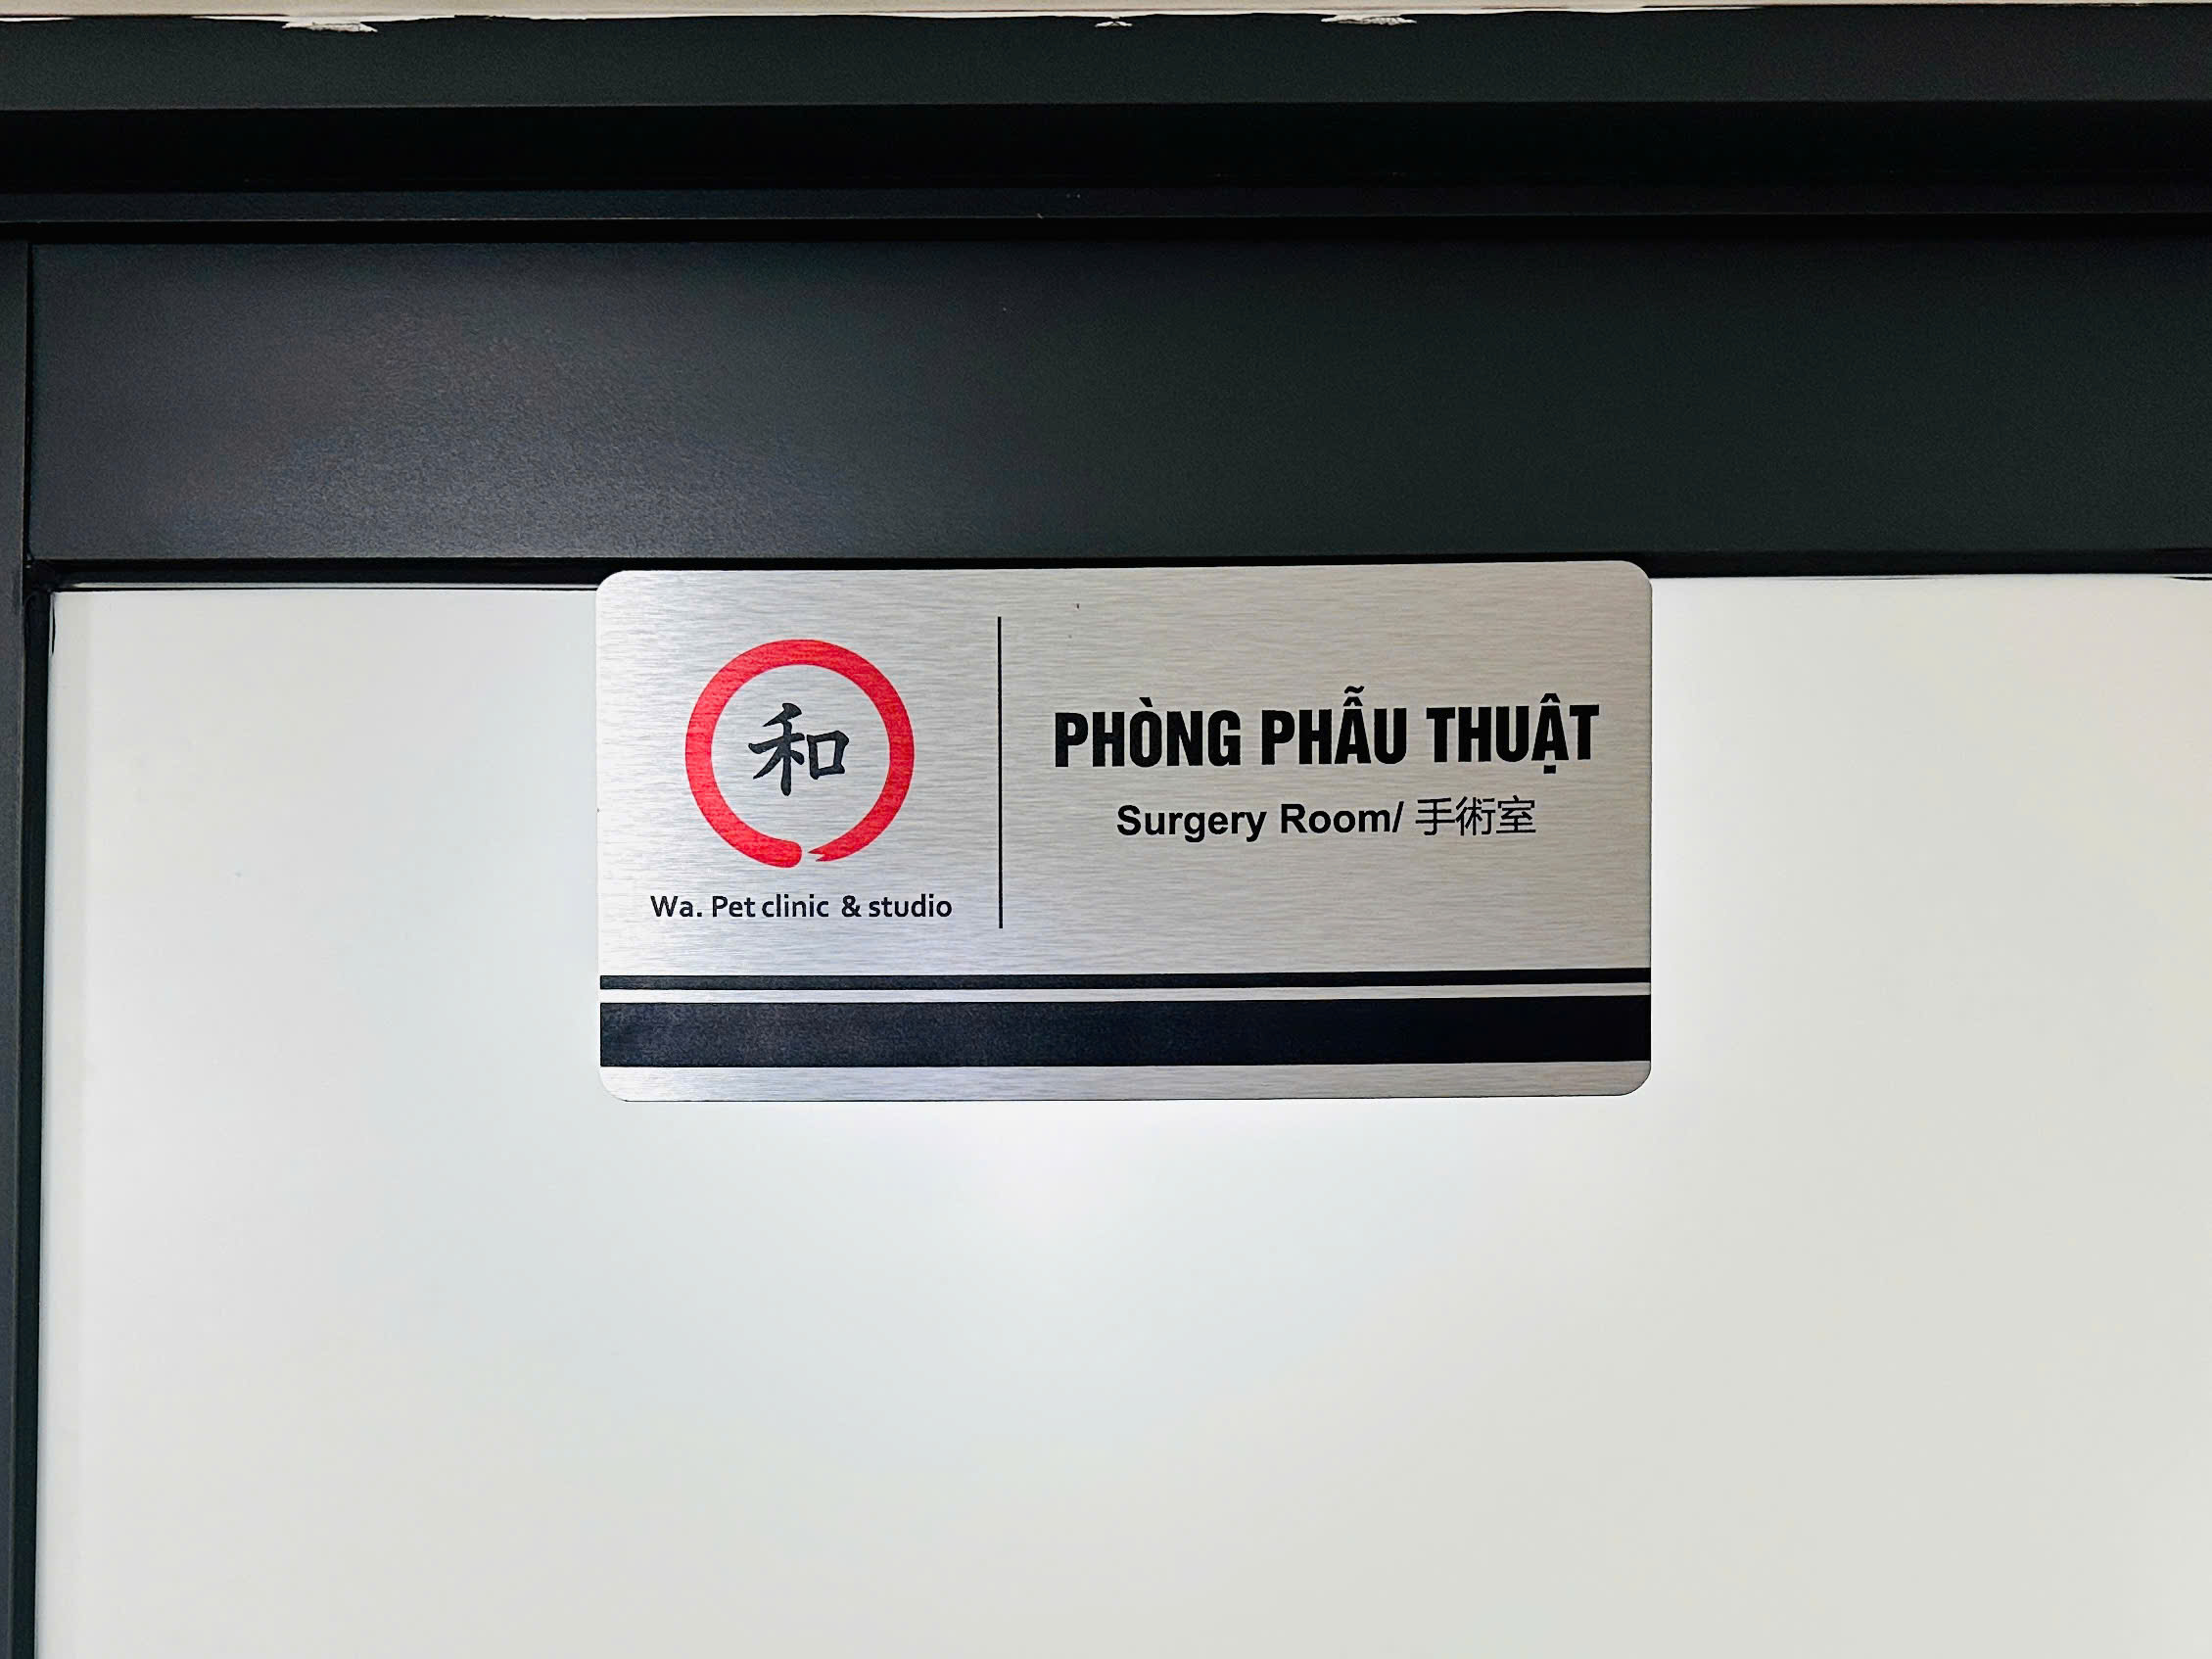 和
Wa. Pet clinic & studio
PHÒNG PHẪU THUẬT
Surgery Room/ 手術室